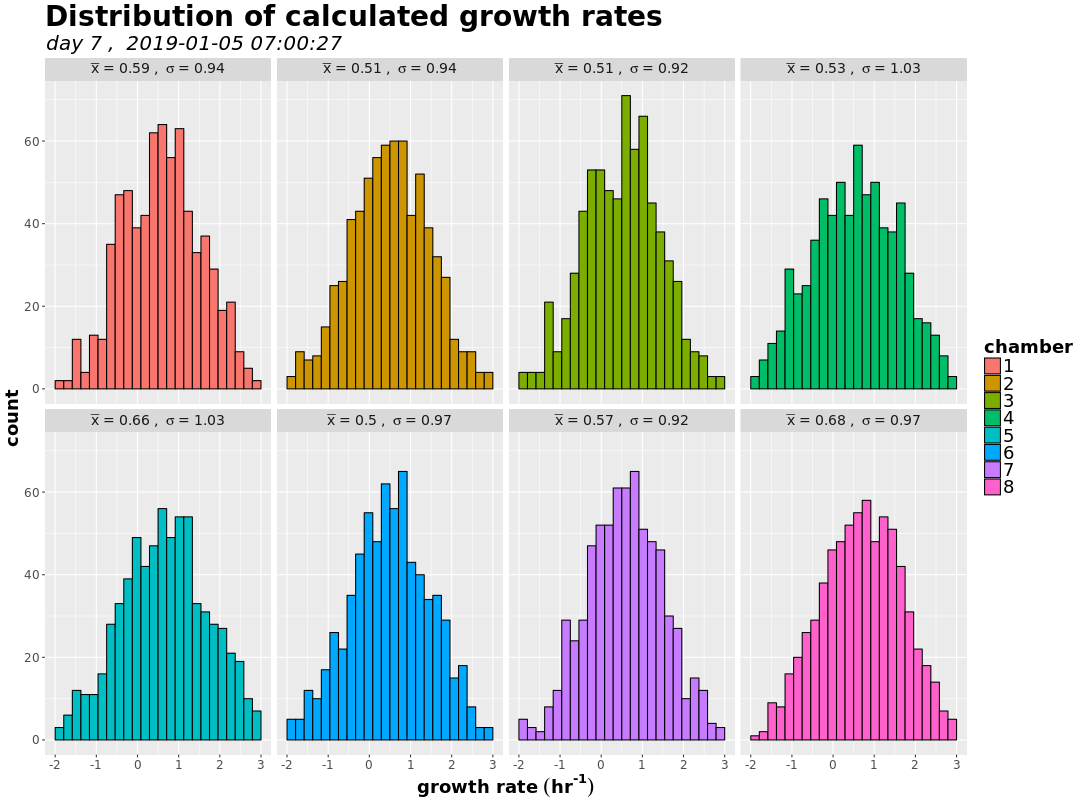 Distribution of calculated growth rates
day 7 ,  2019-01-05 07:00:27
x̅ = 0.59 ,  σ = 0.94
x̅ = 0.51 ,  σ = 0.94
x̅ = 0.51 ,  σ = 0.92
x̅ = 0.53 ,  σ = 1.03
60
40
20
0
x̅ = 0.66 ,  σ = 1.03
x̅ = 0.5 ,  σ = 0.97
x̅ = 0.57 ,  σ = 0.92
x̅ = 0.68 ,  σ = 0.97
60
40
20
0
-2 -1 0 1 2 3
-2 -1 0 1 2 3
-2 -1 0 1 2 3
-2 -1 0 1 2 3
count
growth rate (hr⁻¹)
chamber
1
2
3
4
5
6
7
8